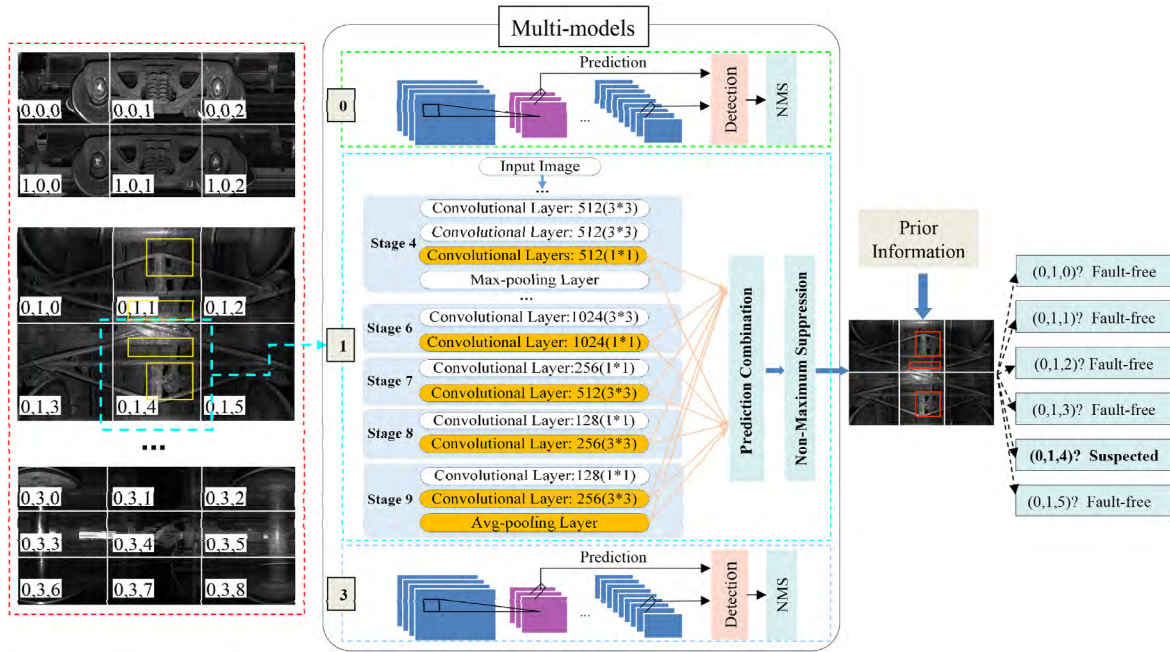 Multi-models
0,0,0
0,0,1
0,0,2
1,0,0
1,0,1
1,0,2
0,1,0
0,1,1
0,1,2
0,1,3
0,1,4
0,1,5
...
0,3,0
0,3,1
0,3,2
0,3,3
0,3,4
0,3,5
0,3,6
0,3,7
0,3,8
0
Prediction
...
Detection
NMS
1
Input Image
...
Stage 4
Convolutional Layer: 512(3*3)
Convolutional Layer: 512(3*3)
Convolutional Layers: 512(1*1)
Max-pooling Layer
...
Stage 6
Convolutional Layer:1024(3*3)
Convolutional Layer: 1024(1*1)
Stage 7
Convolutional Layer:256(1*1)
Convolutional Layer: 512(3*3)
Stage 8
Convolutional Layer:128(1*1)
Convolutional Layer: 256(3*3)
Stage 9
Convolutional Layer:128(1*1)
Convolutional Layer: 256(3*3)
Avg-pooling Layer
Prediction Combination
Non-Maximum Suppression
3
Prediction
...
Detection
NMS
Prior
Information
(0,1,0)? Fault-free
(0,1,1)? Fault-free
(0,1,2)? Fault-free
(0,1,3)? Fault-free
(0,1,4)? Suspected
(0,1,5)? Fault-free